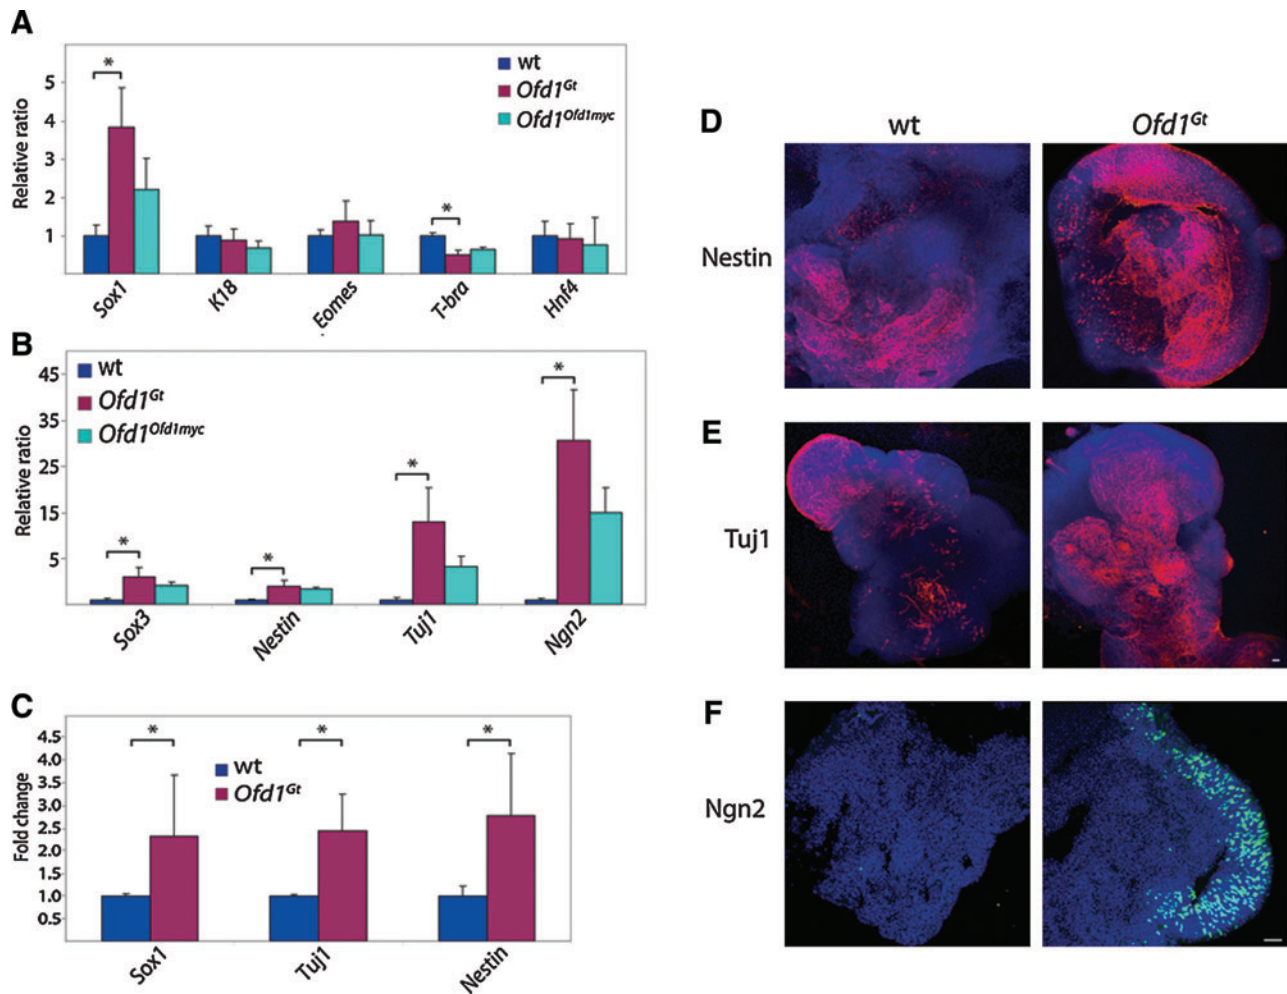 A
Relative ratio
5
4
3
2
1
*
*
wt
Ofd1Gt
Ofd1Ofd1myc
Sox1
K18
Eomes
T-bra
Hnf4
B
Relative ratio
45
35
25
15
5
wt
Ofd1Gt
Ofd1Ofd1myc
*
*
*
*
Sox3
Nestin
Tuj1
Ngn2
C
Fold change
4.5
4.0
3.5
3.0
2.5
2.0
1.5
1.0
0.5
*
*
*
wt
Ofd1Gt
Sox1
Tuj1
Nestin
D
wt
Ofd1Gt
Nestin
E
Tuj1
F
Ngn2